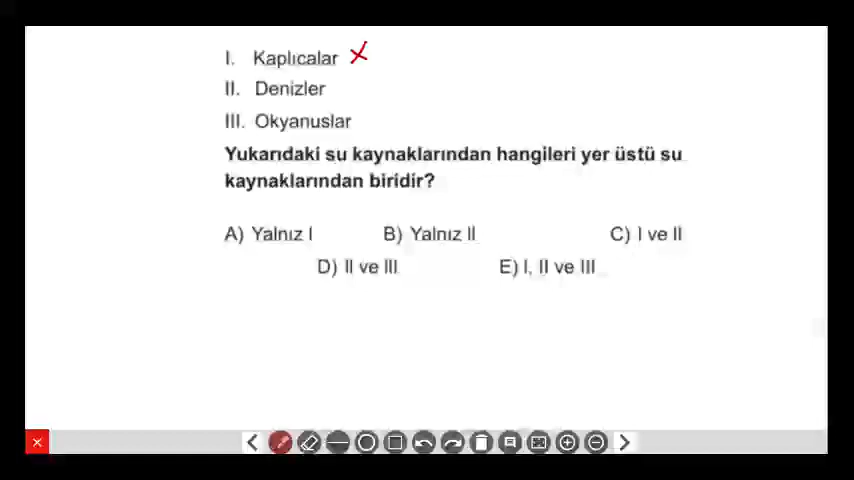 I. Kaplıcalar
II. Denizler
III. Okyanuslar
Yukarıdaki su kaynaklarından hangileri yer üstü su
kaynaklarından biridir?
A) Yalnız I B) Yalnız II C) I ve II
D) II ve III E) I, II ve III